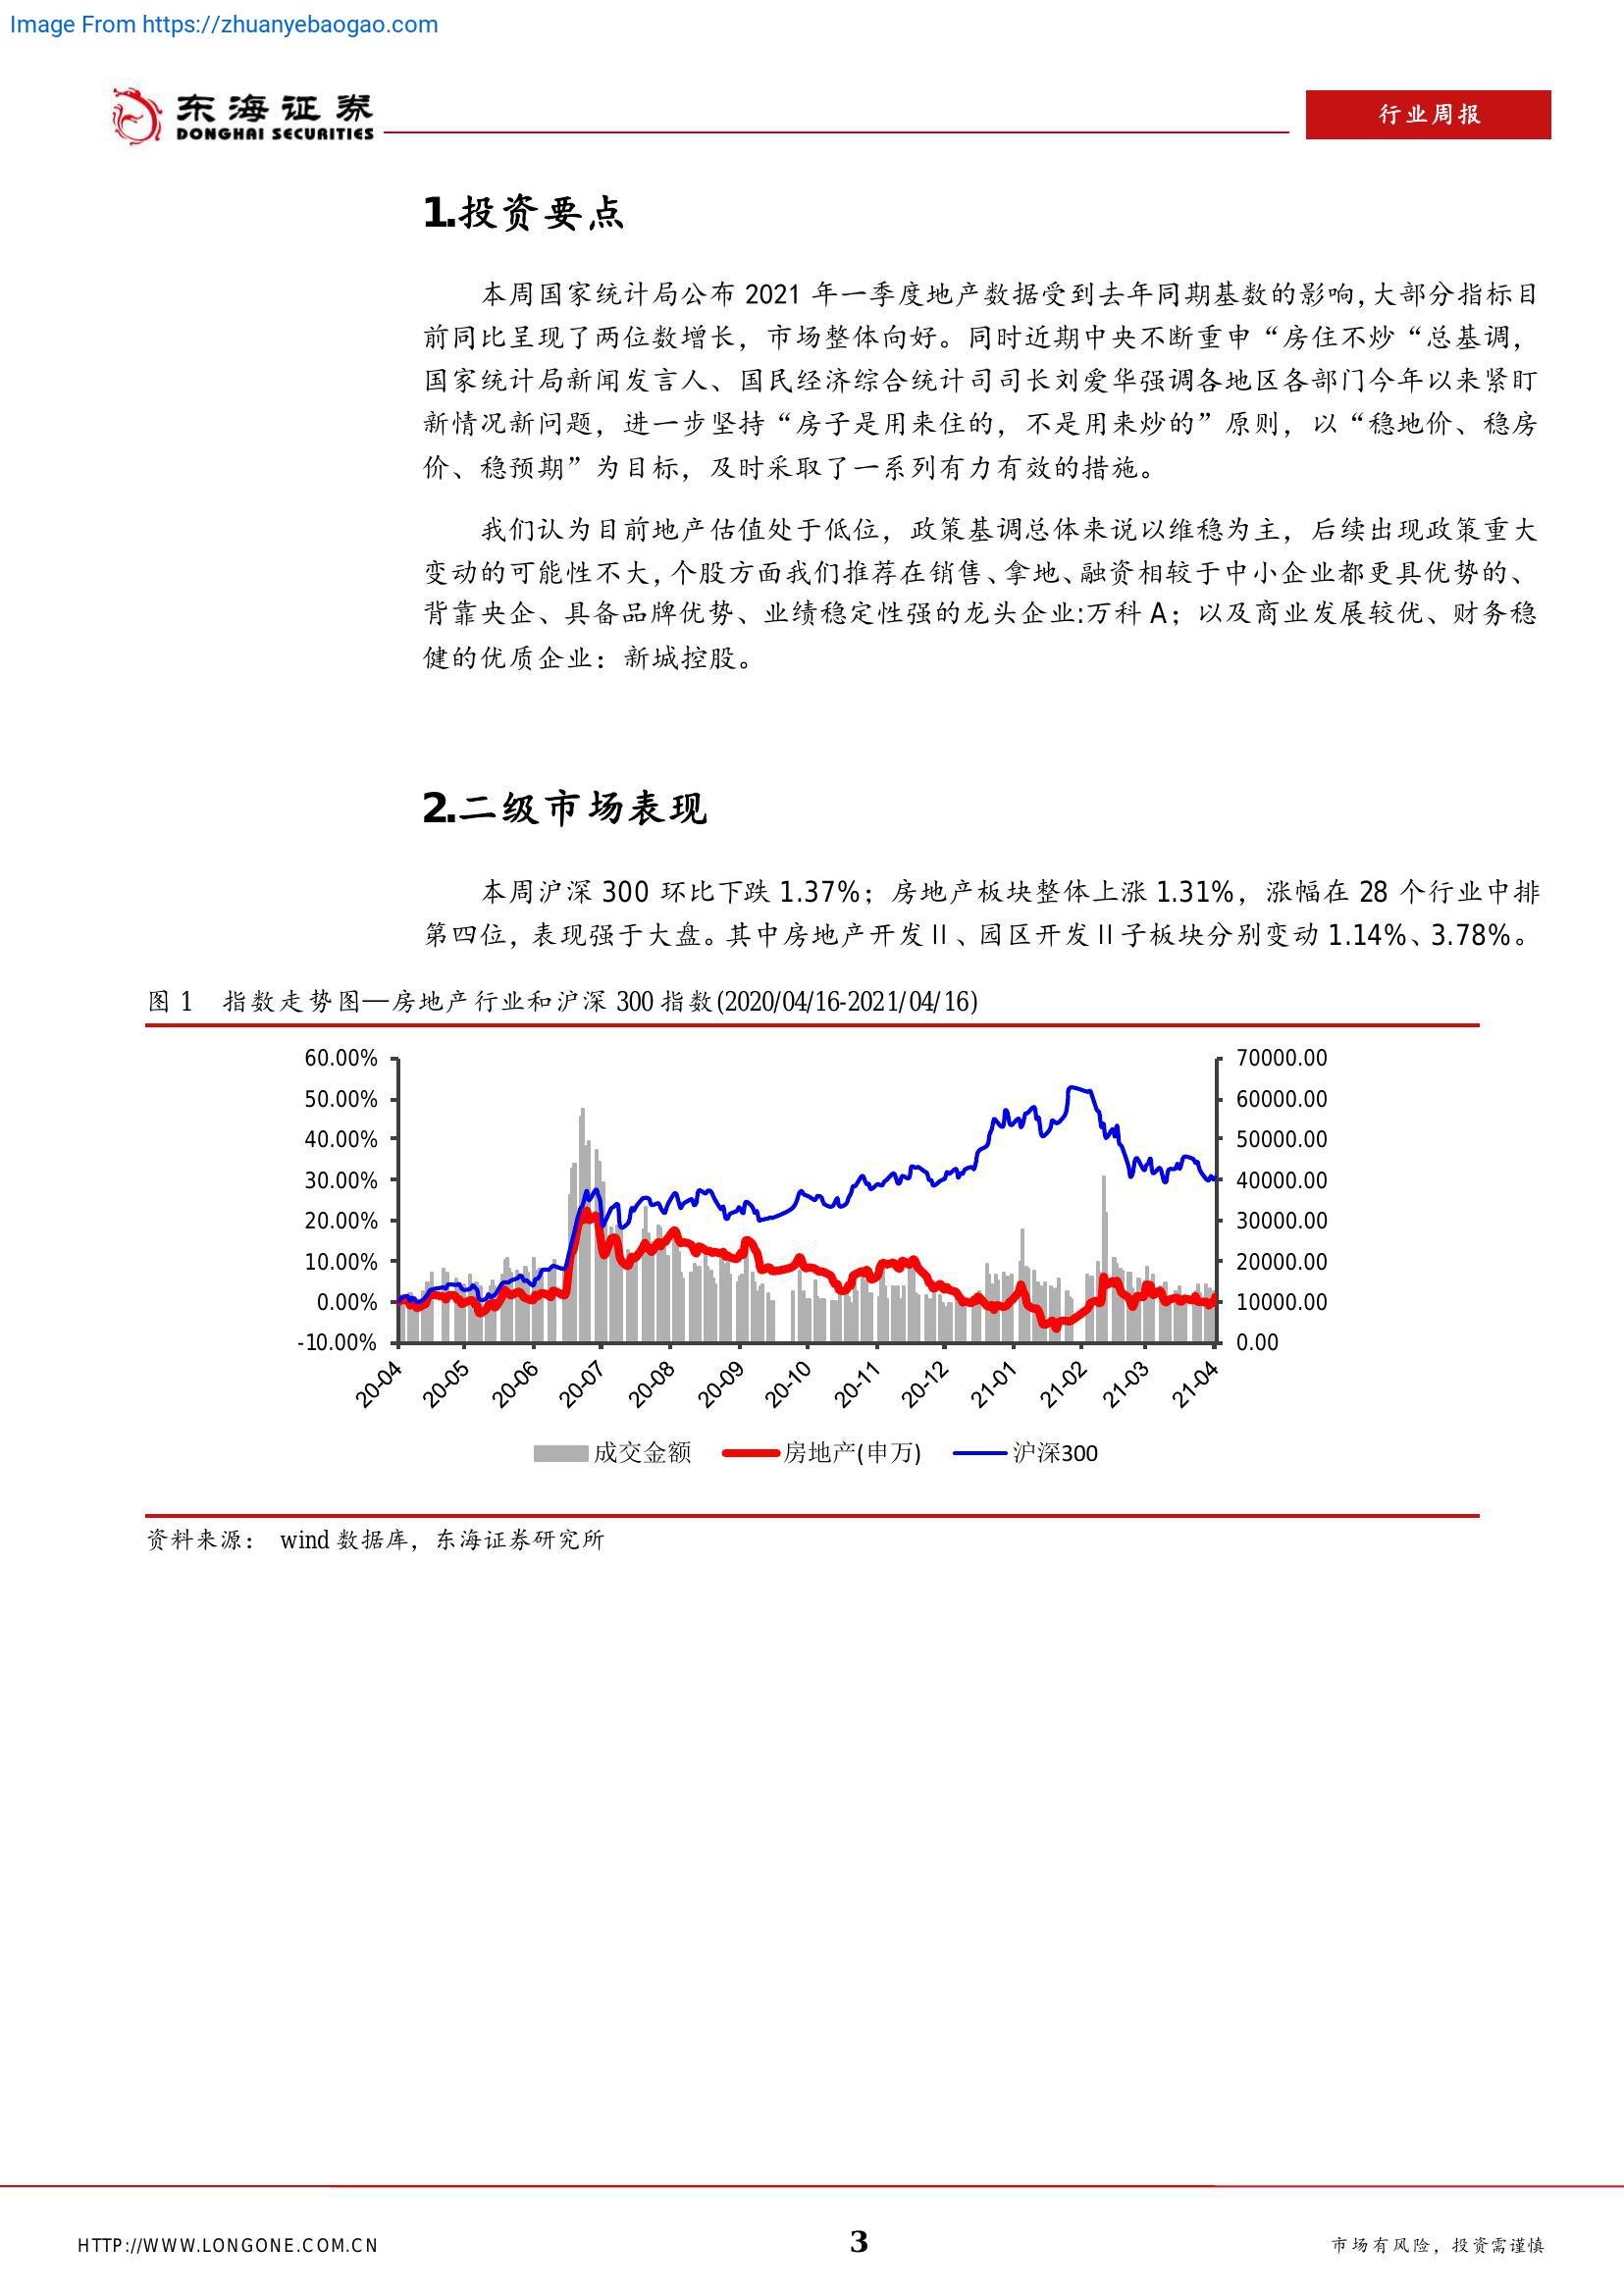 Image From https://zhuanyebaogao.com
东海证券
DONGHAI SECURITIES
行业周报
1.投资要点
本周国家统计局公布 2021 年一季度地产数据受到去年同期基数的影响，大部分指标目
前同比呈现了两位数增长，市场整体向好。同时近期中央不断重申“房住不炒“总基调，
国家统计局新闻发言人、国民经济综合统计司司长刘爱华强调各地区各部门今年以来紧盯
新情况新问题，进一步坚持“房子是用来住的，不是用来炒的”原则，以“稳地价、稳房
价、稳预期”为目标，及时采取了一系列有力有效的措施。
我们认为目前地产估值处于低位，政策基调总体来说以维稳为主，后续出现政策重大
变动的可能性不大，个股方面我们推荐在销售、拿地、融资相较于中小企业都更具优势的、
背靠央企、具备品牌优势、业绩稳定性强的龙头企业:万科 A；以及商业发展较优、财务稳
健的优质企业：新城控股。
2.二级市场表现
本周沪深 300 环比下跌 1.37%；房地产板块整体上涨 1.31%，涨幅在 28 个行业中排
第四位，表现强于大盘。其中房地产开发Ⅱ、园区开发Ⅱ子板块分别变动 1.14%、3.78%。
图 1 指数走势图—房地产行业和沪深 300 指数(2020/04/16-2021/04/16)
60.00% 70000.00
50.00% 60000.00
40.00% 50000.00
30.00% 40000.00
20.00% 30000.00
10.00% 20000.00
0.00% 10000.00
-10.00% 0.00
20-04 20-05 20-06 20-07 20-08 20-09 20-10 20-11 20-12 21-01 21-02 21-03 21-04
成交金额 房地产(申万) 沪深300
资料来源： wind 数据库，东海证券研究所
HTTP://WWW.LONGONE.COM.CN 3 市场有风险，投资需谨慎